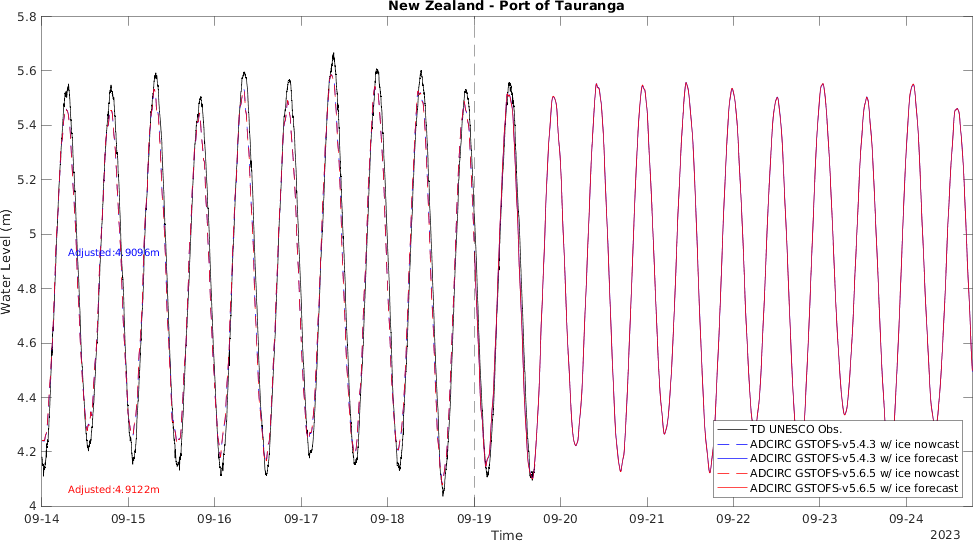 New Zealand - Port of Tauranga
5.8
5.6
5.4
5.2
5
4.8
4.6
4.4
4.2
4
Water Level (m)
Adjusted:4.9096m
Adjusted:4.9122m
TD UNESCO Obs.
ADCIRC GSTOFS-v5.4.3 w/ ice nowcast
ADCIRC GSTOFS-v5.4.3 w/ ice forecast
ADCIRC GSTOFS-v5.6.5 w/ ice nowcast
ADCIRC GSTOFS-v5.6.5 w/ ice forecast
09-14 09-15 09-16 09-17 09-18 09-19 09-20 09-21 09-22 09-23 09-24
Time
2023